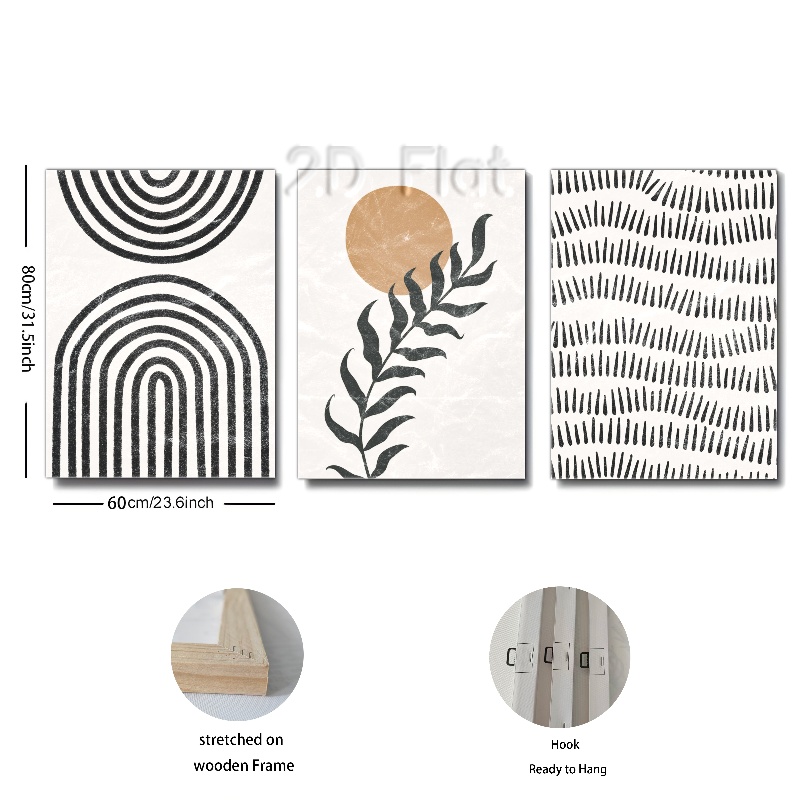 2D Flat
80cm/31.5inch
60cm/23.6inch
stretched on
wooden Frame
Hook
Ready to Hang